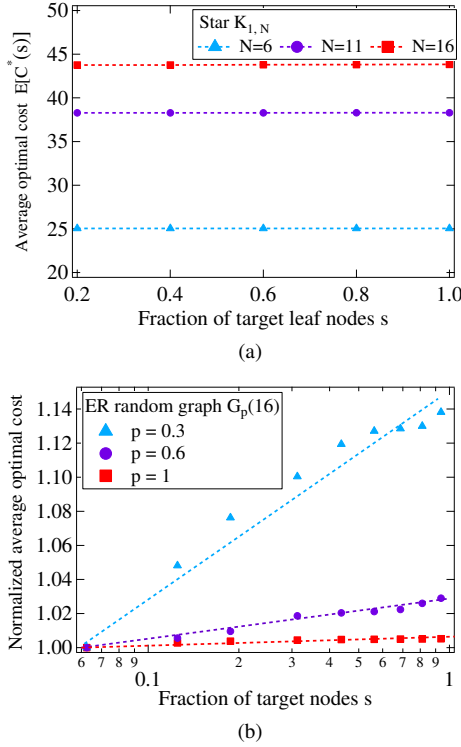 Average optimal cost E[C*(s)]
50
45
40
35
30
25
20
Star K1, N
N=6 N=11 N=16
0.2 0.4 0.6 0.8 1.0
Fraction of target leaf nodes s
(a)
Normalized average optimal cost
1.14
1.12
1.10
1.08
1.06
1.04
1.02
1.00
ER random graph Gp(16)
p = 0.3
p = 0.6
p = 1
6 7 8 9 2 3 4 5 6 7 8 9
0.1 1
Fraction of target nodes s
(b)